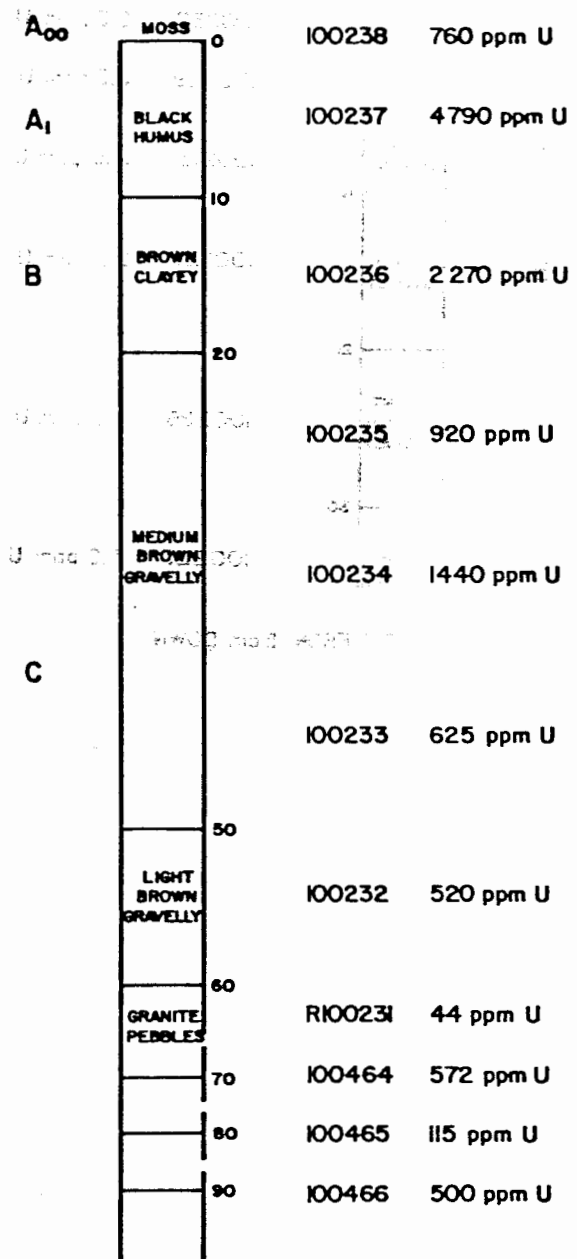 A₀₀ MOSS 0 100238 760 ppm U
A₁ BLACK HUMUS 100237 4790 ppm U
10
B BROWN CLAYEY 100236 2270 ppm U
20
100235 920 ppm U
MEDIUM BROWN GRAVELLY 100234 1440 ppm U
C
100233 625 ppm U
50
LIGHT BROWN GRAVELLY 100232 520 ppm U
60
GRANITE PEBBLES R100231 44 ppm U
70 100464 572 ppm U
80 100465 115 ppm U
90 100466 500 ppm U